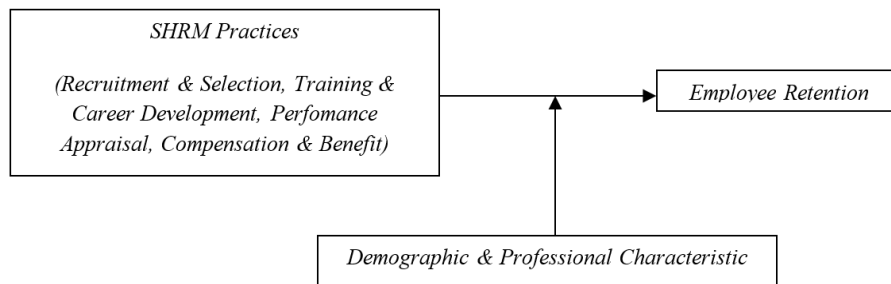 SHRM Practices
(Recruitment & Selection, Training &
Career Development, Perfomance
Appraisal, Compensation & Benefit)
Employee Retention
Demographic & Professional Characteristic